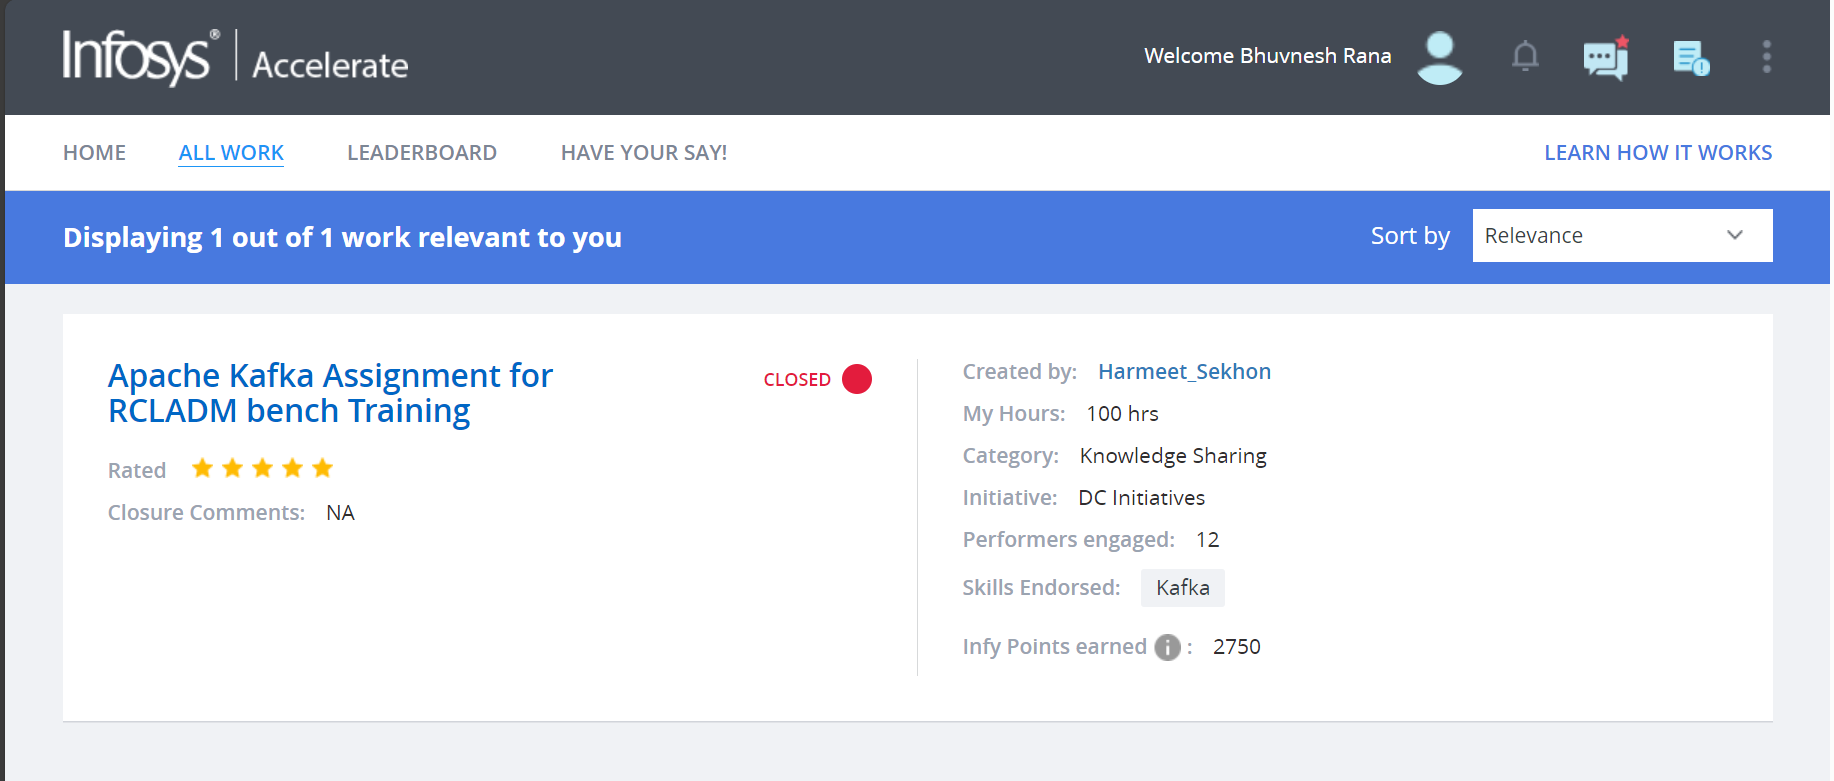 Infosys® | Accelerate
Welcome Bhuvnesh Rana
HOME ALL WORK LEADERBOARD HAVE YOUR SAY! LEARN HOW IT WORKS
Displaying 1 out of 1 work relevant to you
Sort by Relevance
Apache Kafka Assignment for
RCLADM bench Training
CLOSED
Rated
Closure Comments: NA
Created by: Harmeet_Sekhon
My Hours: 100 hrs
Category: Knowledge Sharing
Initiative: DC Initiatives
Performers engaged: 12
Skills Endorsed: Kafka
Infy Points earned i : 2750